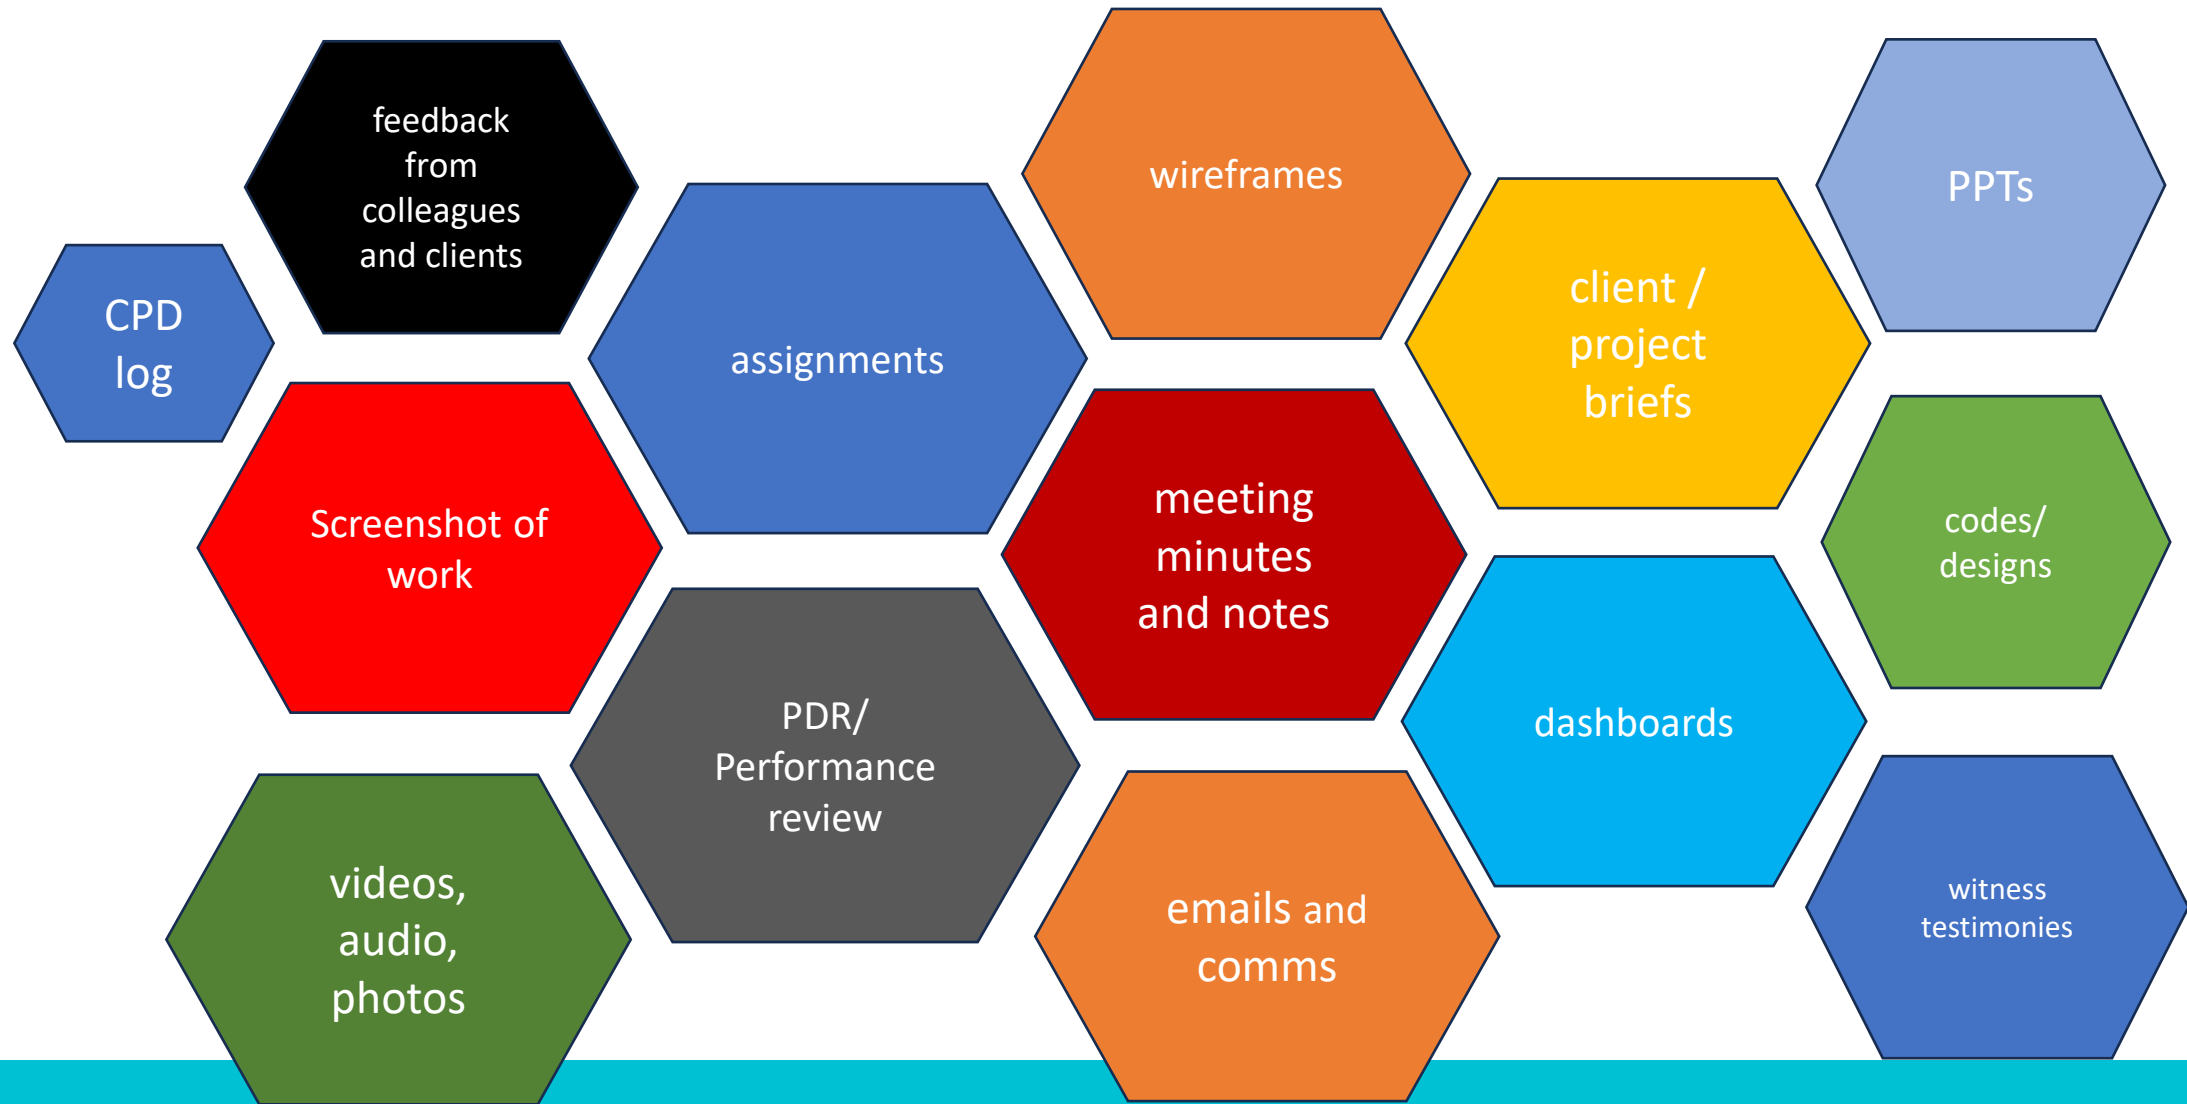 feedback
from
colleagues
and clients
wireframes
PPTs
CPD
log
assignments
client /
project
briefs
Screenshot of
work
meeting
minutes
and notes
codes/
designs
PDR/
Performance
review
dashboards
videos,
audio,
photos
emails and
comms
witness
testimonies